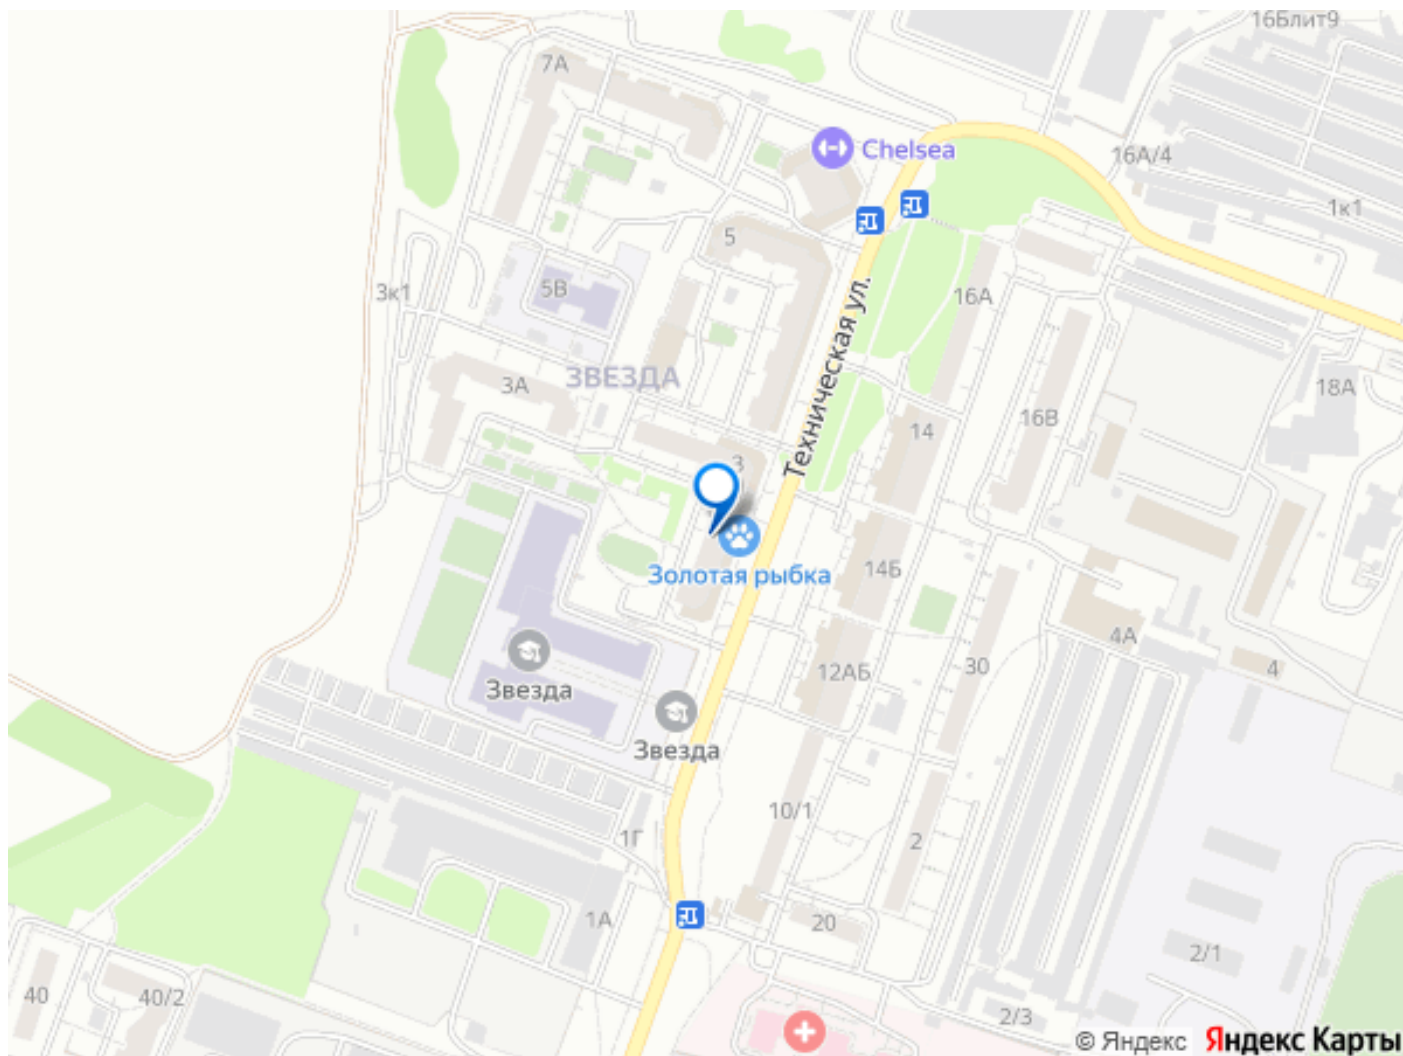 16Блит9
7А
Chelsea
16А/4
1к1
5
16А
3к1
5В
Техническая ул.
ЗВЕЗДА
3А
18А
16В
14
3
Золотая рыбка
14Б
4А
4
30
12АБ
Звезда
Звезда
10/1
1Г
2
1А
20
2/1
40
40/2
2/3
© Яндекс
Яндекс Карты